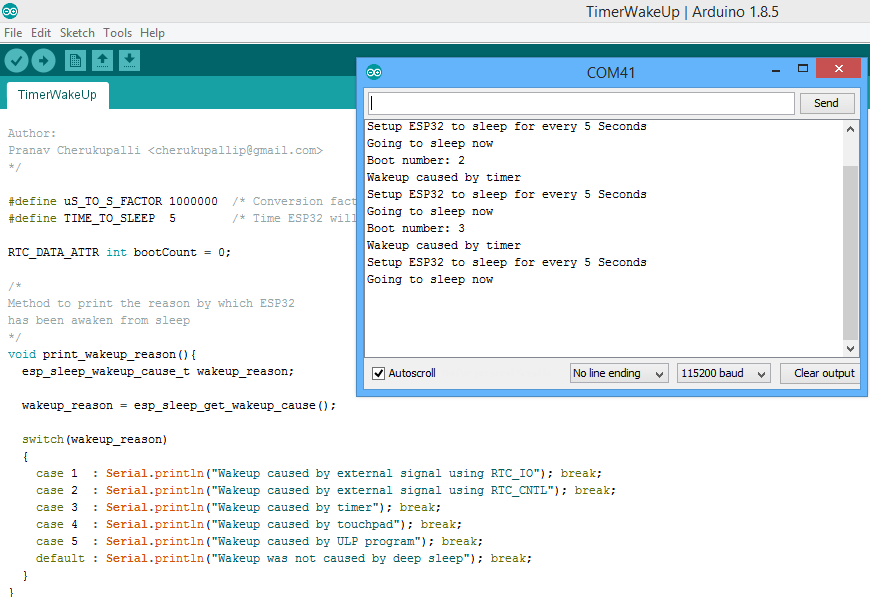 TimerWakeUp | Arduino 1.8.5
File Edit Sketch Tools Help
TimerWakeUp
Author:
Pranav Cherukupalli <cherukupallip@gmail.com>
*/
#define uS_TO_S_FACTOR 1000000 /* Conversion fact
#define TIME_TO_SLEEP 5 /* Time ESP32 will
RTC_DATA_ATTR int bootCount = 0;
/*
Method to print the reason by which ESP32
has been awaken from sleep
*/
void print_wakeup_reason(){
esp_sleep_wakeup_cause_t wakeup_reason;
wakeup_reason = esp_sleep_get_wakeup_cause();
switch(wakeup_reason)
{
case 1 : Serial.println("Wakeup caused by external signal using RTC_IO"); break;
case 2 : Serial.println("Wakeup caused by external signal using RTC_CNTL"); break;
case 3 : Serial.println("Wakeup caused by timer"); break;
case 4 : Serial.println("Wakeup caused by touchpad"); break;
case 5 : Serial.println("Wakeup caused by ULP program"); break;
default : Serial.println("Wakeup was not caused by deep sleep"); break;
}
}
COM41
Send
Setup ESP32 to sleep for every 5 Seconds
Going to sleep now
Boot number: 2
Wakeup caused by timer
Setup ESP32 to sleep for every 5 Seconds
Going to sleep now
Boot number: 3
Wakeup caused by timer
Setup ESP32 to sleep for every 5 Seconds
Going to sleep now
Autoscroll
No line ending
115200 baud
Clear output